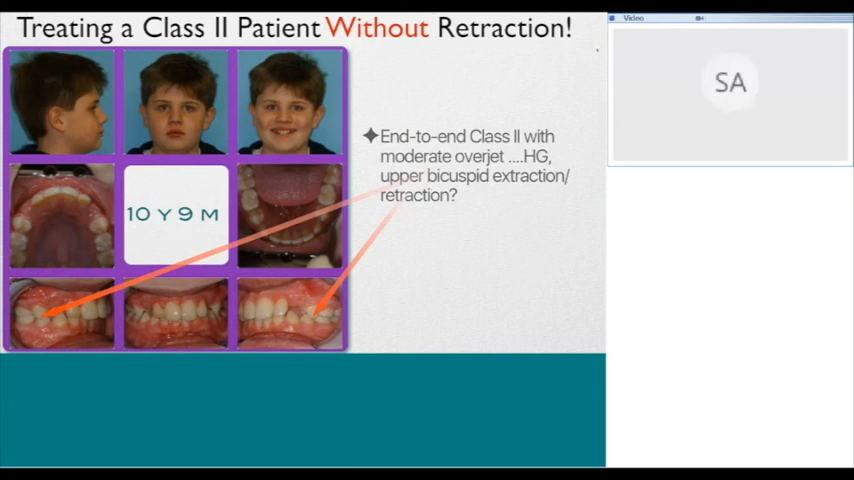 Treating a Class II Patient Without Retraction!
Video
SA
End-to-end Class II with
moderate overjet ....HG,
upper bicuspid extraction/
retraction?
10 Y 9 M